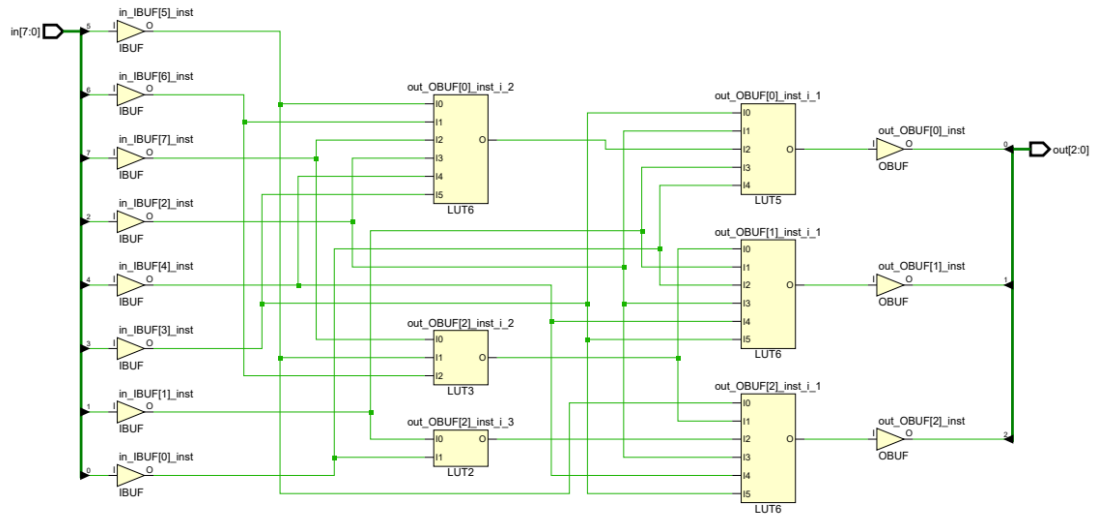 in[7:0]
5
I
in_IBUF[5]_inst
O
IBUF
6
I
in_IBUF[6]_inst
O
IBUF
7
I
in_IBUF[7]_inst
O
IBUF
2
I
in_IBUF[2]_inst
O
IBUF
4
I
in_IBUF[4]_inst
O
IBUF
3
I
in_IBUF[3]_inst
O
IBUF
1
I
in_IBUF[1]_inst
O
IBUF
0
I
in_IBUF[0]_inst
O
IBUF
out_OBUF[0]_inst_i_2
I0
I1
I2
I3
I4
I5
O
LUT6
out_OBUF[2]_inst_i_2
I0
I1
I2
O
LUT3
out_OBUF[2]_inst_i_3
I0
I1
O
LUT2
out_OBUF[0]_inst_i_1
I0
I1
I2
I3
I4
O
LUT5
out_OBUF[1]_inst_i_1
I0
I1
I2
I3
I4
I5
O
LUT6
out_OBUF[2]_inst_i_1
I0
I1
I2
I3
I4
I5
O
LUT6
out_OBUF[0]_inst
I
O
OBUF
0
out_OBUF[1]_inst
I
O
OBUF
1
out_OBUF[2]_inst
I
O
OBUF
2
out[2:0]